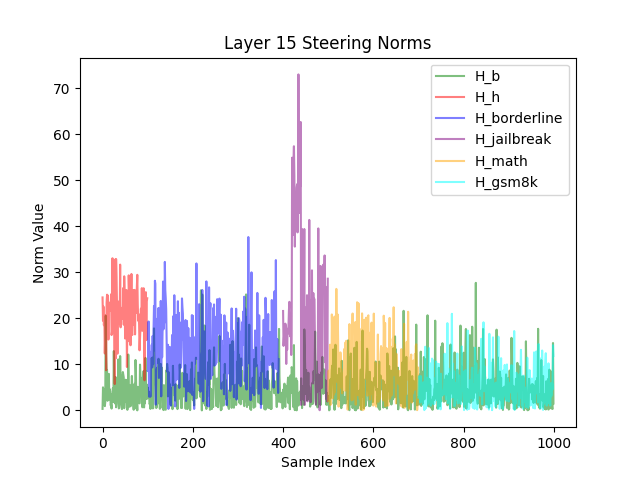 Layer 15 Steering Norms
Norm Value
70
60
50
40
30
20
10
0
H_b
H_h
H_borderline
H_jailbreak
H_math
H_gsm8k
0
200
400
600
800
1000
Sample Index